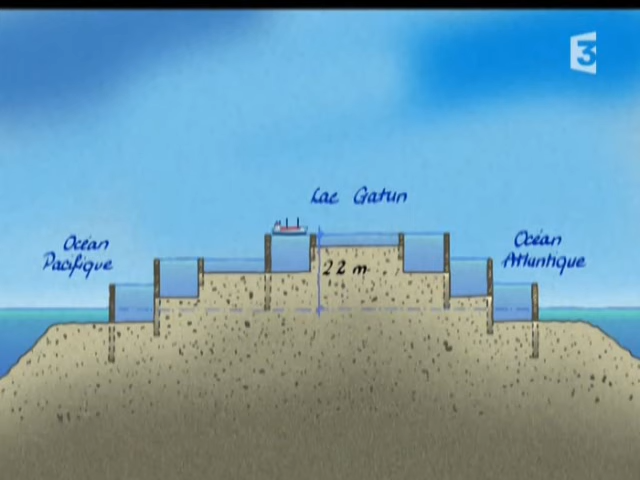 3
Lac Gatun
Océan
Pacifique
Océan
Atlantique
22 m